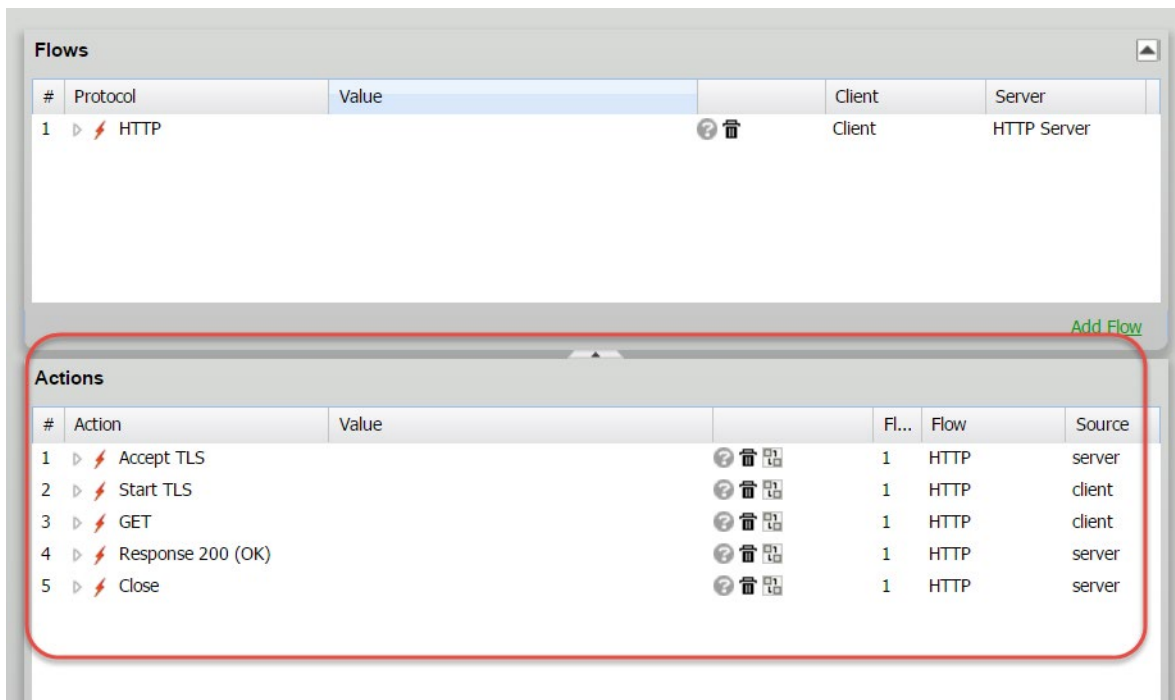 Flows
# Protocol Value Client Server
1 HTTP Client HTTP Server
Add Flow
Actions
# Action Value Fl... Flow Source
1 Accept TLS 1 HTTP server
2 Start TLS 1 HTTP client
3 GET 1 HTTP client
4 Response 200 (OK) 1 HTTP server
5 Close 1 HTTP server